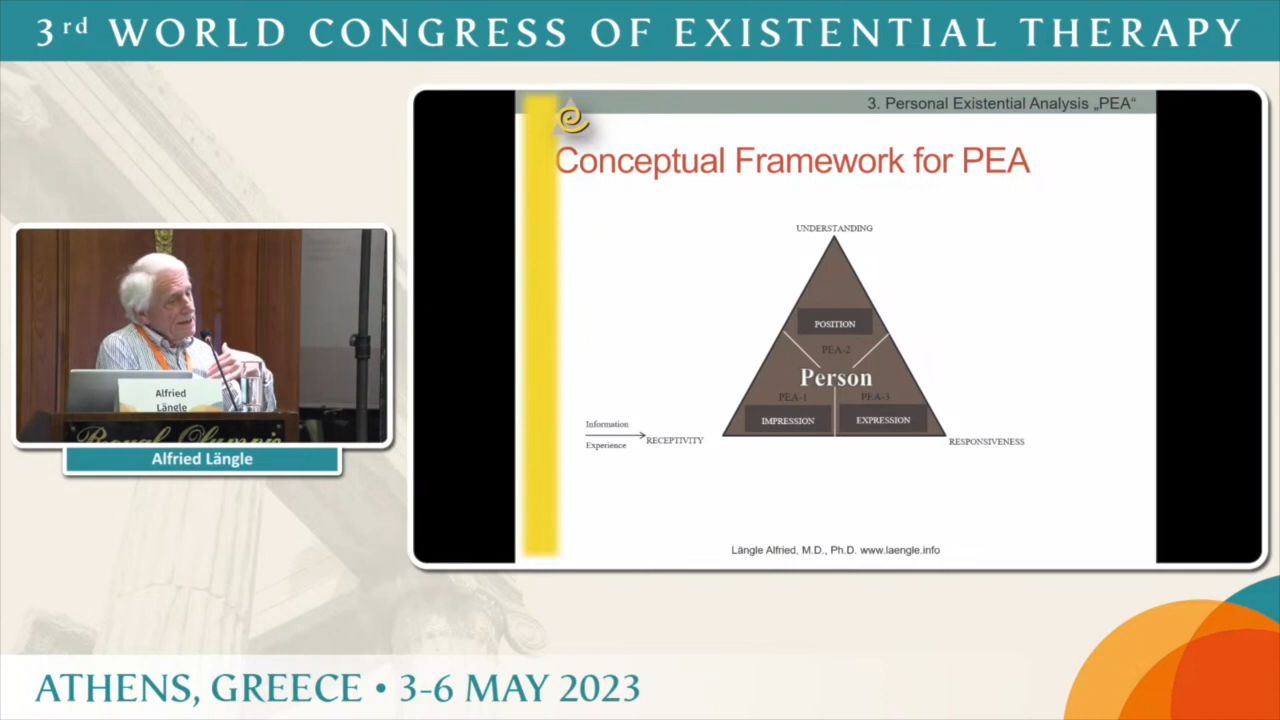 3rd WORLD CONGRESS OF EXISTENTIAL THERAPY
3. Personal Existential Analysis „PEA“
Conceptual Framework for PEA
UNDERSTANDING
POSITION
PEA-2
Person
PEA-1
PEA-3
IMPRESSION
EXPRESSION
Information
Experience
RECEPTIVITY
RESPONSIVENESS
Längle Alfried, M.D., Ph.D. www.laengle.info
Alfried
Längle
Royal Olympic
Alfried Längle
ATHENS, GREECE • 3-6 MAY 2023